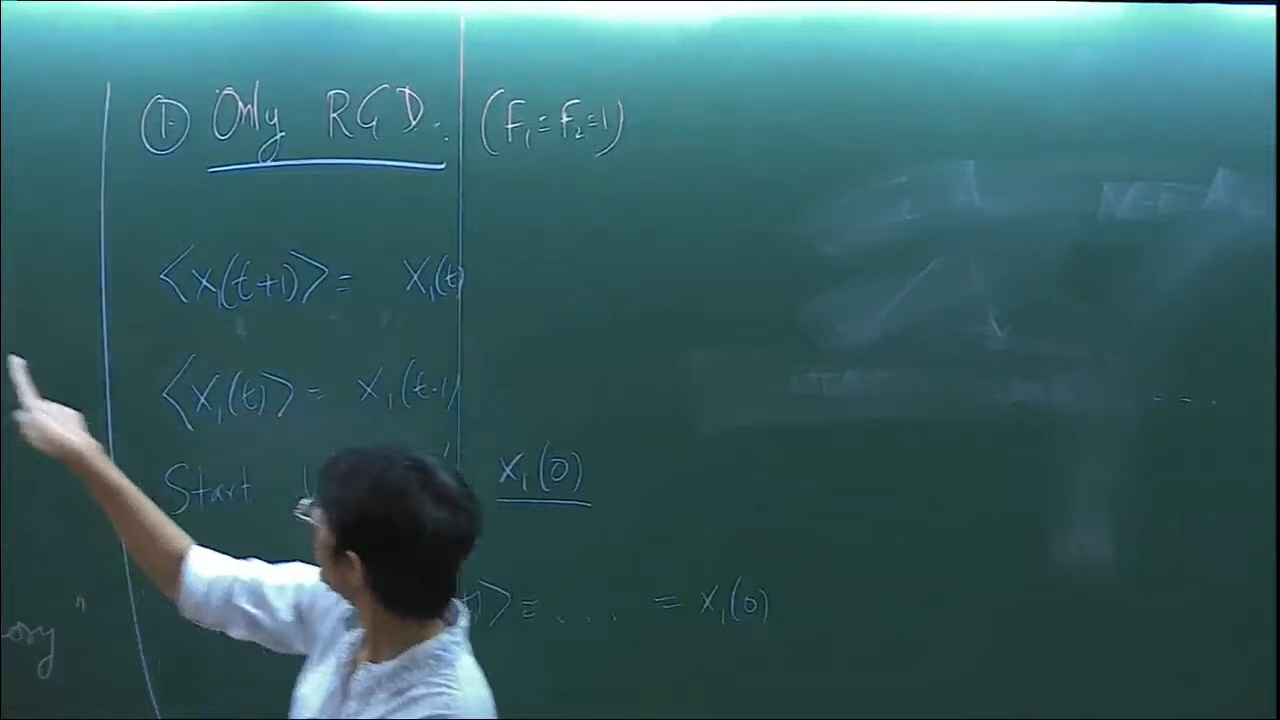 ① Only RGD: (F₁=F₂=1)
<x₁(t+1)> = x₁(t)
<x₁(t)> = x₁(t-1)
Start x₁(0)
> = ... = x₁(0)